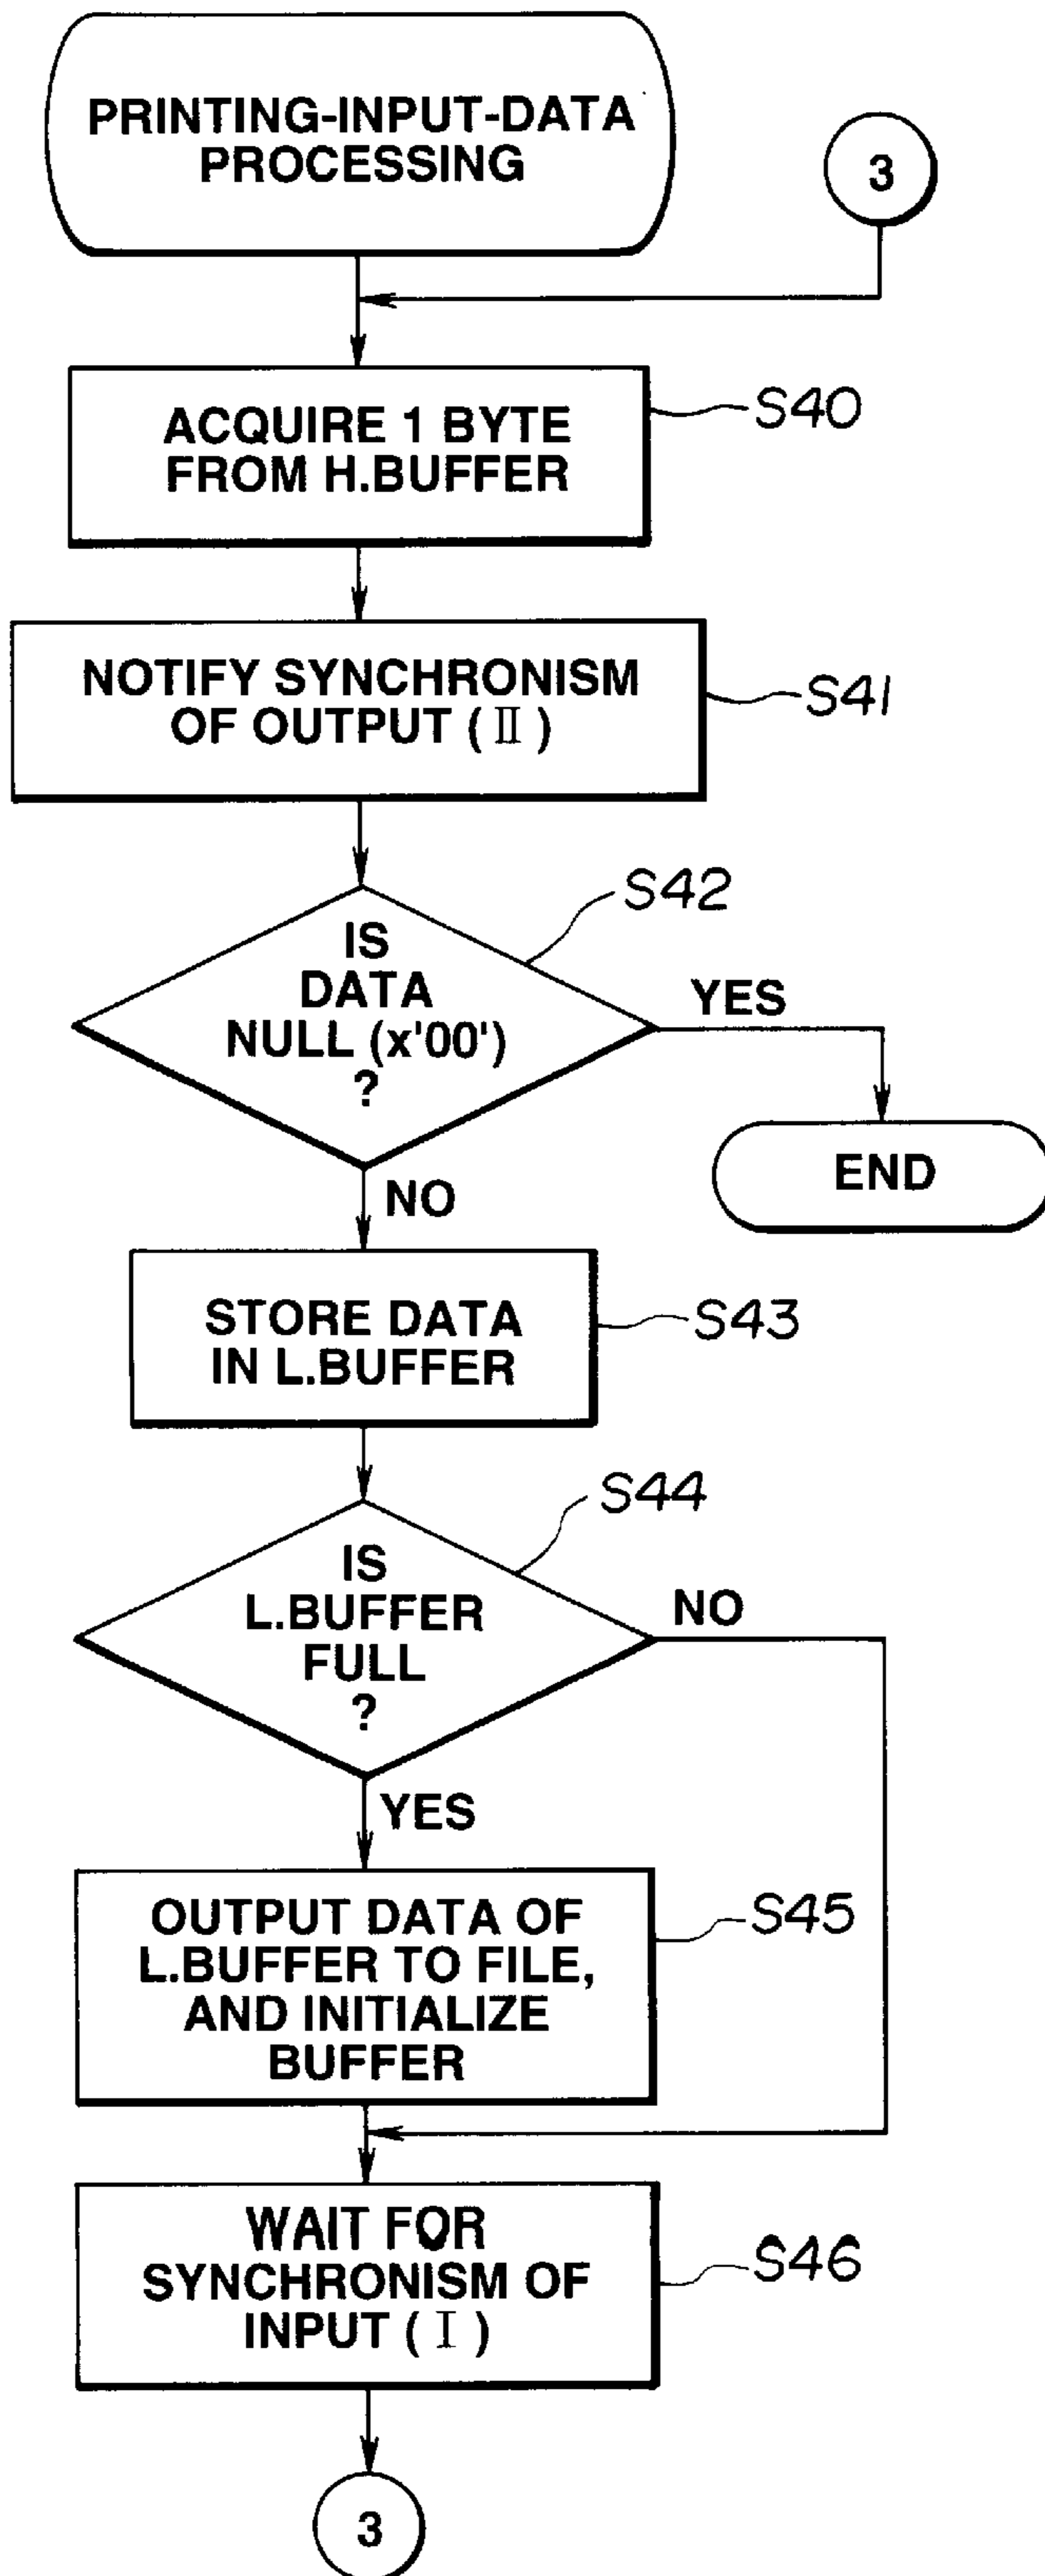 PRINTING-INPUT-DATA
PROCESSING
3
ACQUIRE 1 BYTE
FROM H.BUFFER
S40
NOTIFY SYNCHRONISM
OF OUTPUT (Ⅱ)
S41
IS
DATA
NULL (x'00')
?
S42
YES
END
NO
STORE DATA
IN L.BUFFER
S43
IS
L.BUFFER
FULL
?
S44
NO
YES
OUTPUT DATA OF
L.BUFFER TO FILE,
AND INITIALIZE
BUFFER
S45
WAIT FOR
SYNCHRONISM OF
INPUT (Ⅰ)
S46
3